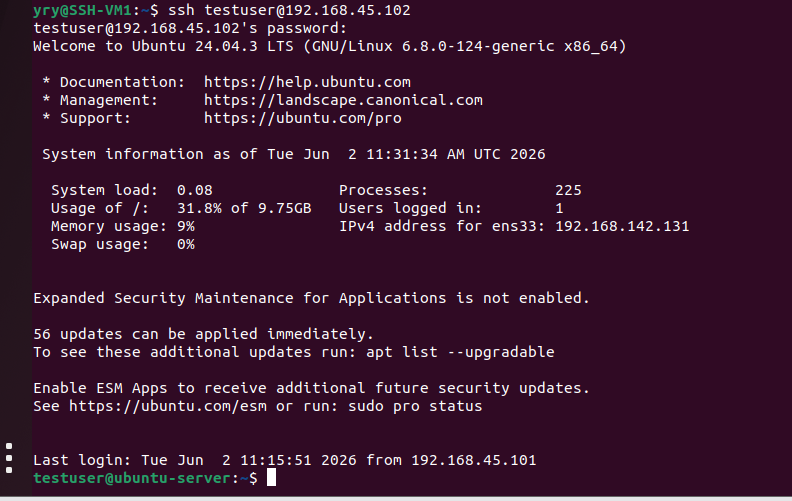 yry@SSH-VM1:~$ ssh testuser@192.168.45.102
testuser@192.168.45.102's password:
Welcome to Ubuntu 24.04.3 LTS (GNU/Linux 6.8.0-124-generic x86_64)

 * Documentation:  https://help.ubuntu.com
 * Management:     https://landscape.canonical.com
 * Support:        https://ubuntu.com/pro

 System information as of Tue Jun  2 11:31:34 AM UTC 2026

  System load:  0.08              Processes:              225
  Usage of /:   31.8% of 9.75GB   Users logged in:        1
  Memory usage: 9%                IPv4 address for ens33: 192.168.142.131
  Swap usage:   0%

Expanded Security Maintenance for Applications is not enabled.

56 updates can be applied immediately.
To see these additional updates run: apt list --upgradable

Enable ESM Apps to receive additional future security updates.
See https://ubuntu.com/esm or run: sudo pro status

Last login: Tue Jun  2 11:15:51 2026 from 192.168.45.101
testuser@ubuntu-server:~$